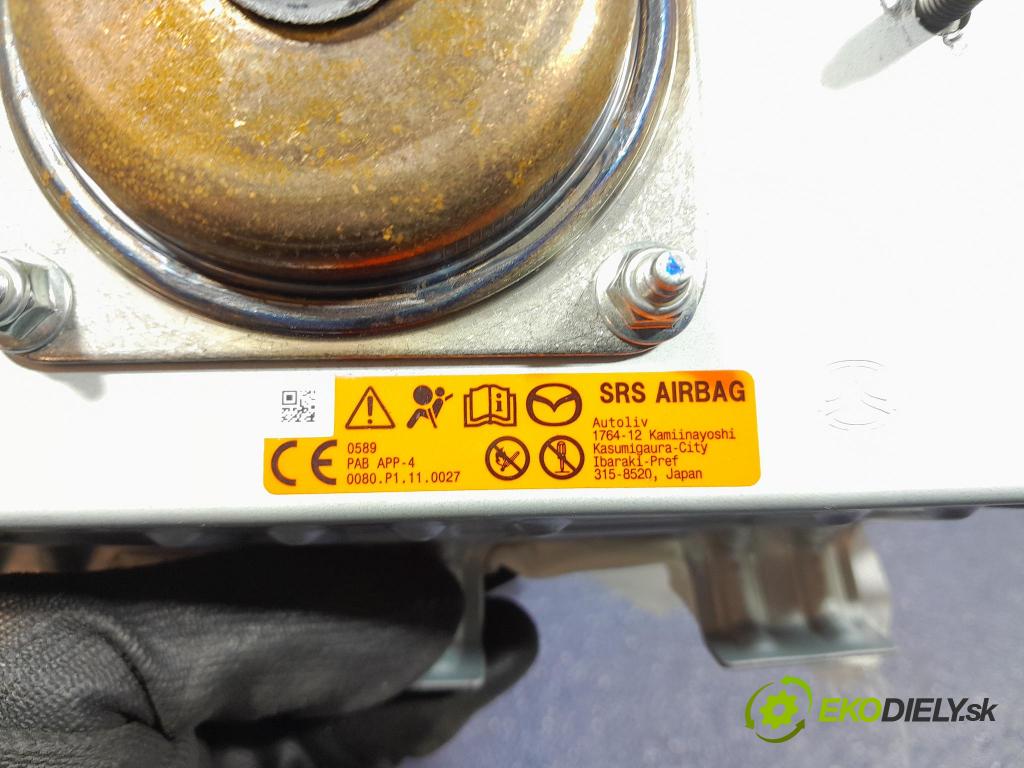 SRS AIRBAG
Autoliv
1764-12 Kamiinayoshi
Kasumigaura-City
Ibaraki-Pref
315-8520, Japan
CE
0589
PAB APP-4
0080.P1.11.0027
EKODIELY.sk